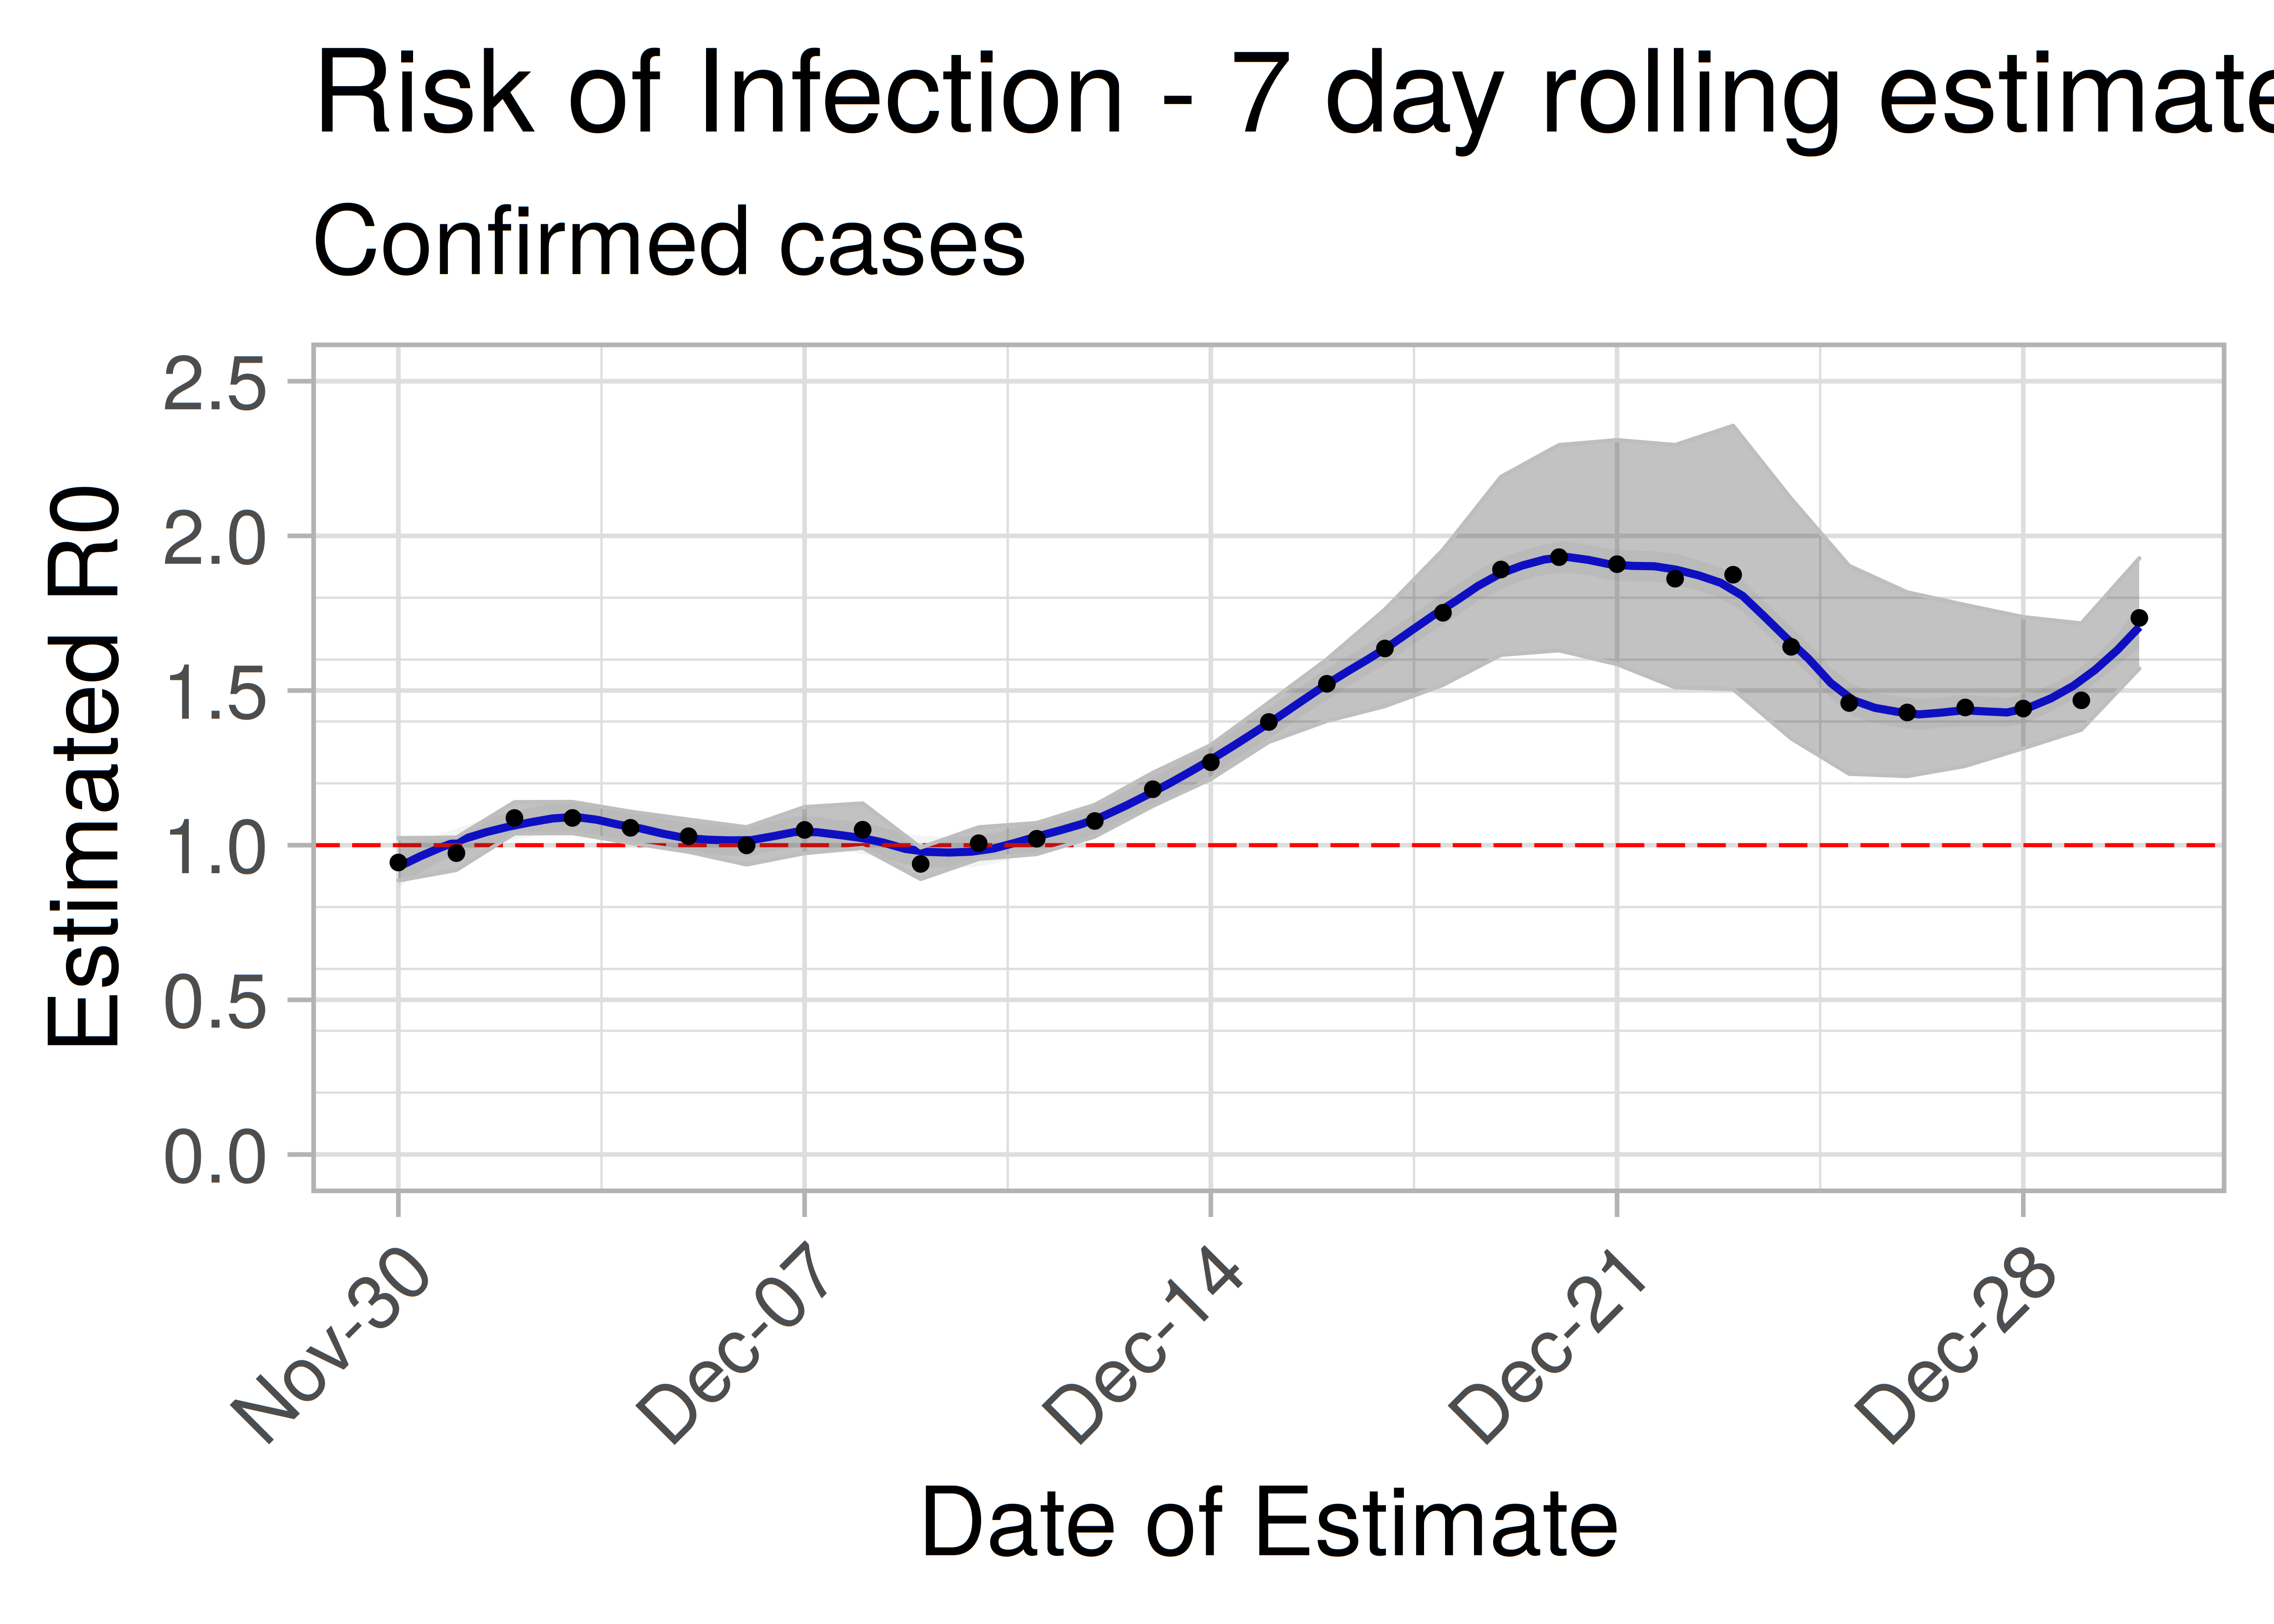 Risk of Infection - 7 day rolling estimate
Confirmed cases
Estimated R0
2.5
2.0
1.5
1.0
0.5
0.0
Nov-30
Dec-07
Dec-14
Dec-21
Dec-28
Date of Estimate